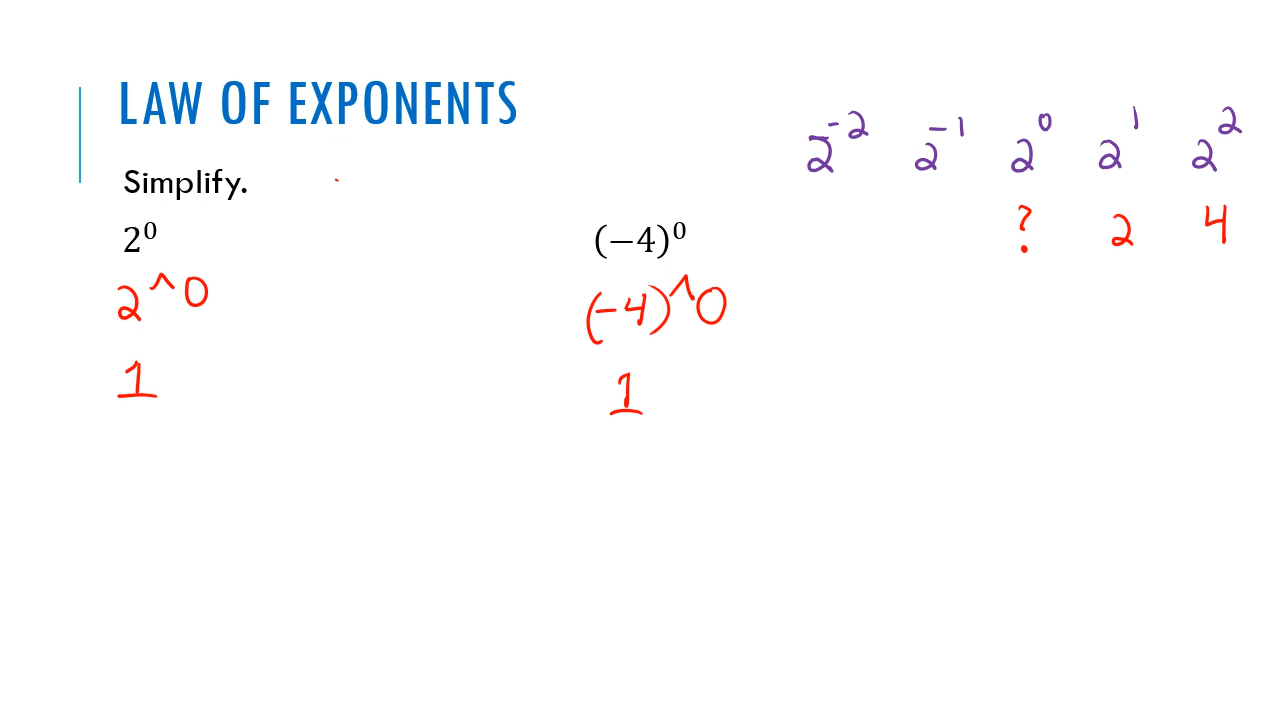 LAW OF EXPONENTS
2⁻² 2⁻¹ 2⁰ 2¹ 2²
? 2 4
Simplify.
2⁰ (−4)⁰
2^0 (-4)^0
1 1